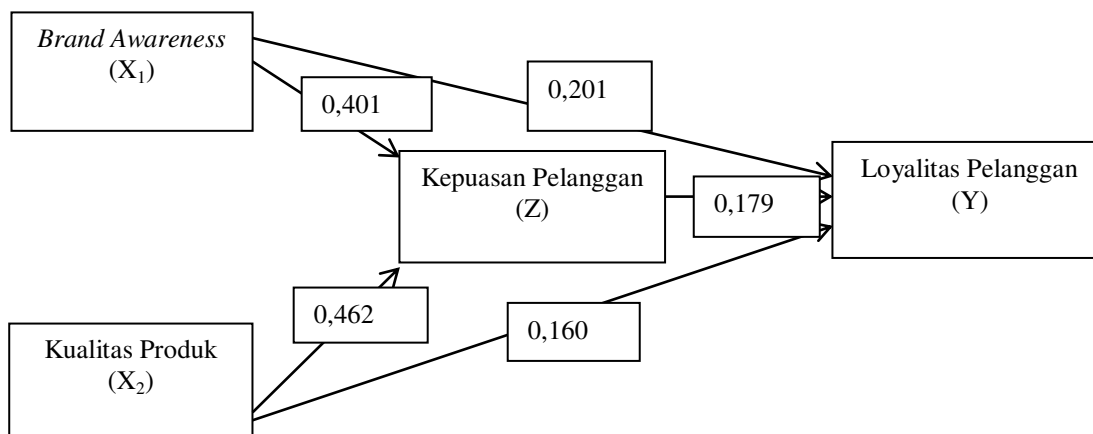 Brand Awareness
(X₁)
0,401
0,201
Kepuasan Pelanggan
(Z)
0,179
Loyalitas Pelanggan
(Y)
0,462
0,160
Kualitas Produk
(X₂)